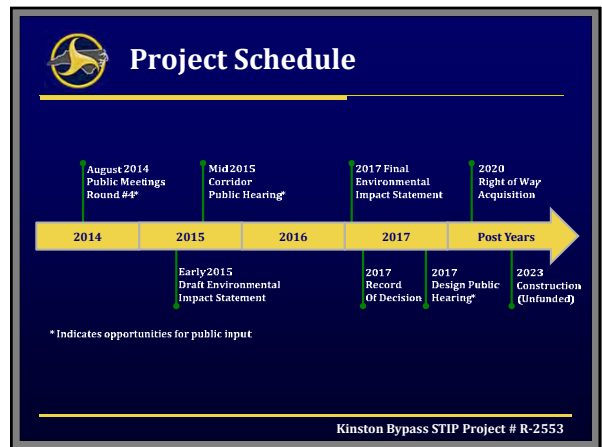 Project Schedule
August 2014
Public Meetings
Round #4*
Mid 2015
Corridor
Public Hearing*
2017 Final
Environmental
Impact Statement
2020
Right of Way
Acquisition
2014
2015
2016
2017
Post Years
Early 2015
Draft Environmental
Impact Statement
2017
Record
Of Decision
2017
Design Public
Hearing*
2023
Construction
(Unfunded)
* Indicates opportunities for public input
Kinston Bypass STIP Project # R-2553